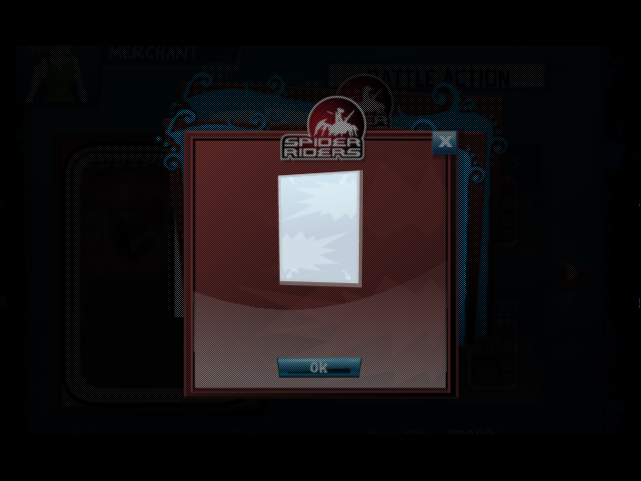 MERCHANT
BATTLE ACTION
SPIDER
RIDERS
X
OK